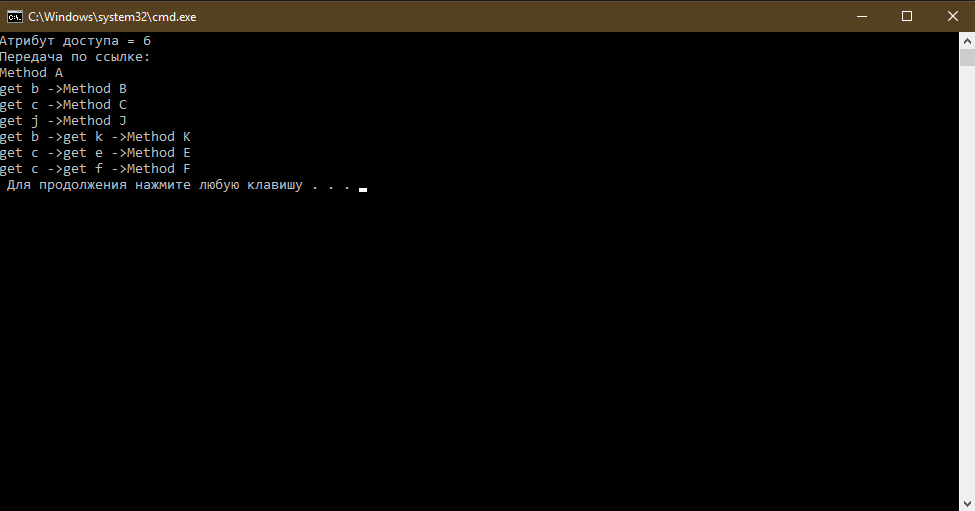 C:\Windows\system32\cmd.exe
Атрибут доступа = 6
Передача по ссылке:
Method A
get b ->Method B
get c ->Method C
get j ->Method J
get b ->get k ->Method K
get c ->get e ->Method E
get c ->get f ->Method F
Для продолжения нажмите любую клавишу . . .